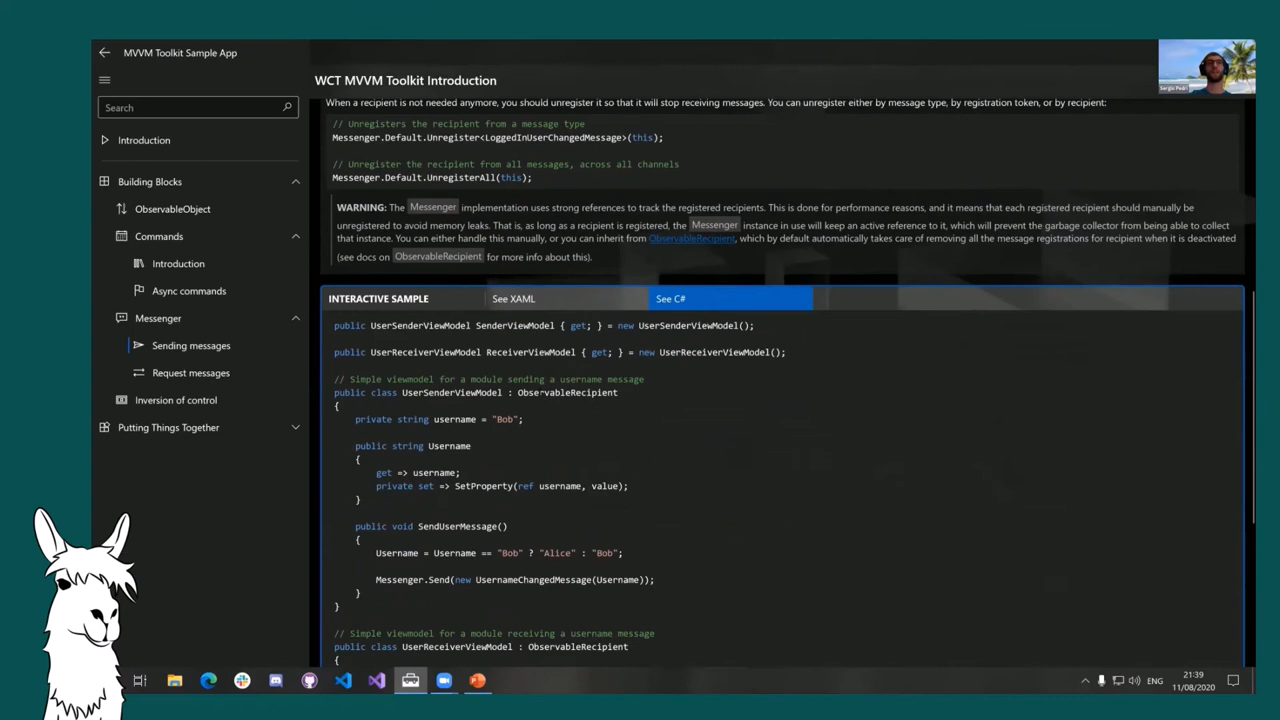 MVVM Toolkit Sample App
Search
Introduction
Building Blocks
ObservableObject
Commands
Introduction
Async commands
Messenger
Sending messages
Request messages
Inversion of control
Putting Things Together
WCT MVVM Toolkit Introduction
Sergio Pedri
When a recipient is not needed anymore, you should unregister it so that it will stop receiving messages. You can unregister either by message type, by registration token, or by recipient:
// Unregisters the recipient from a message type
Messenger.Default.Unregister<LoggedInUserChangedMessage>(this);
// Unregister the recipient from all messages, across all channels
Messenger.Default.UnregisterAll(this);
WARNING: The Messenger implementation uses strong references to track the registered recipients. This is done for performance reasons, and it means that each registered recipient should manually be
unregistered to avoid memory leaks. That is, as long as a recipient is registered, the Messenger instance in use will keep an active reference to it, which will prevent the garbage collector from being able to collect
that instance. You can either handle this manually, or you can inherit from ObservableRecipient, which by default automatically takes care of removing all the message registrations for recipient when it is deactivated
(see docs on ObservableRecipient for more info about this).
INTERACTIVE SAMPLE See XAML See C#
public UserSenderViewModel SenderViewModel { get; } = new UserSenderViewModel();
public UserReceiverViewModel ReceiverViewModel { get; } = new UserReceiverViewModel();
// Simple viewmodel for a module sending a username message
public class UserSenderViewModel : ObservableRecipient
{
private string username = "Bob";
public string Username
{
get => username;
private set => SetProperty(ref username, value);
}
public void SendUserMessage()
{
Username = Username == "Bob" ? "Alice" : "Bob";
Messenger.Send(new UsernameChangedMessage(Username));
}
}
// Simple viewmodel for a module receiving a username message
public class UserReceiverViewModel : ObservableRecipient
{
ENG
21:39
11/08/2020